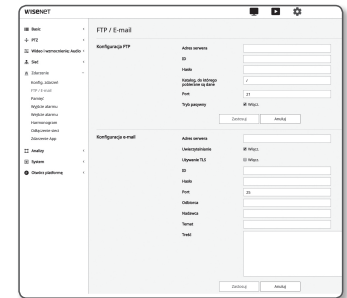 WISENET
Basic
PTZ
Wideo i wzmocnienie; Audio
Sieć
Zdarzenie
Konfig. zdarzeń
FTP / E-mail
Pamięć
Wejście alarmu
Wyjście alarmu
Harmonogram
Odłączenie sieci
Zdarzenie App
Analizy
System
Otwórz platformę
FTP / E-mail
Konfiguracja FTP
Adres serwera
ID
Hasło
Katalog, do którego pobierane są dane
/
Port
21
Tryb pasywny
Włącz.
Zastosuj
Anuluj
Konfiguracja e-mail
Adres serwera
Uwierzytelnianie
Włącz.
Używanie TLS
Włącz.
ID
Hasło
Port
25
Odbiorca
Nadawca
Temat
Treść
Zastosuj
Anuluj